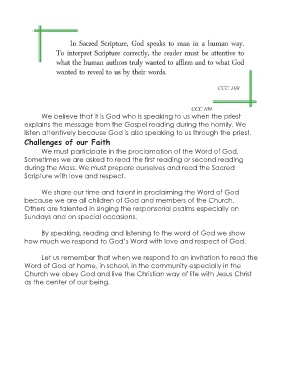 In Sacred Scripture, God speaks to man in a human way.
To interpret Scripture correctly, the reader must be attentive to
what the human authors truly wanted to affirm and to what God
wanted to reveal to us by their words.
CCC 109
CCC 109
We believe that it is God who is speaking to us when the priest
explains the message from the Gospel reading during the homily. We
listen attentively because God is also speaking to us through the priest.
Challenges of our Faith
We must participate in the proclamation of the Word of God.
Sometimes we are asked to read the first reading or second reading
during the Mass. We must prepare ourselves and read the Sacred
Scripture with love and respect.
We share our time and talent in proclaiming the Word of God
because we are all children of God and members of the Church.
Others are talented in singing the responsorial psalms especially on
Sundays and on special occasions.
By speaking, reading and listening to the word of God we show
how much we respond to God's Word with love and respect of God.
Let us remember that when we respond to an invitation to read the
Word of God at home, in school, in the community especially in the
Church we obey God and live the Christian way of life with Jesus Christ
as the center of our being.